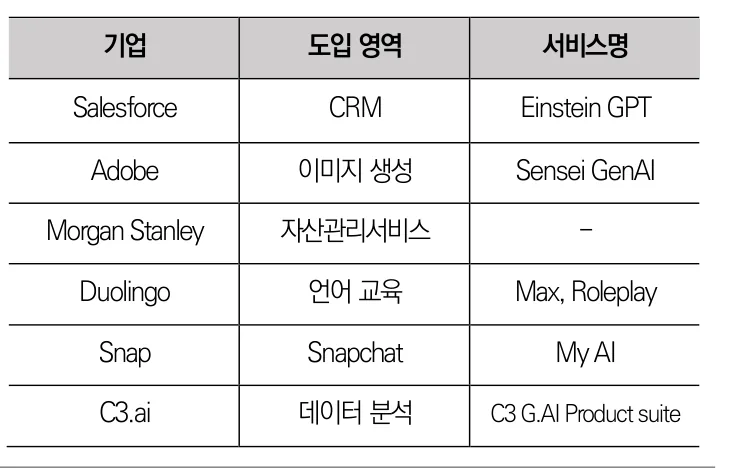 기업 도입 영역 서비스명
Salesforce CRM Einstein GPT
Adobe 이미지 생성 Sensei GenAI
Morgan Stanley 자산관리서비스 –
Duolingo 언어 교육 Max, Roleplay
Snap Snapchat My AI
C3.ai 데이터 분석 C3 G.AI Product suite